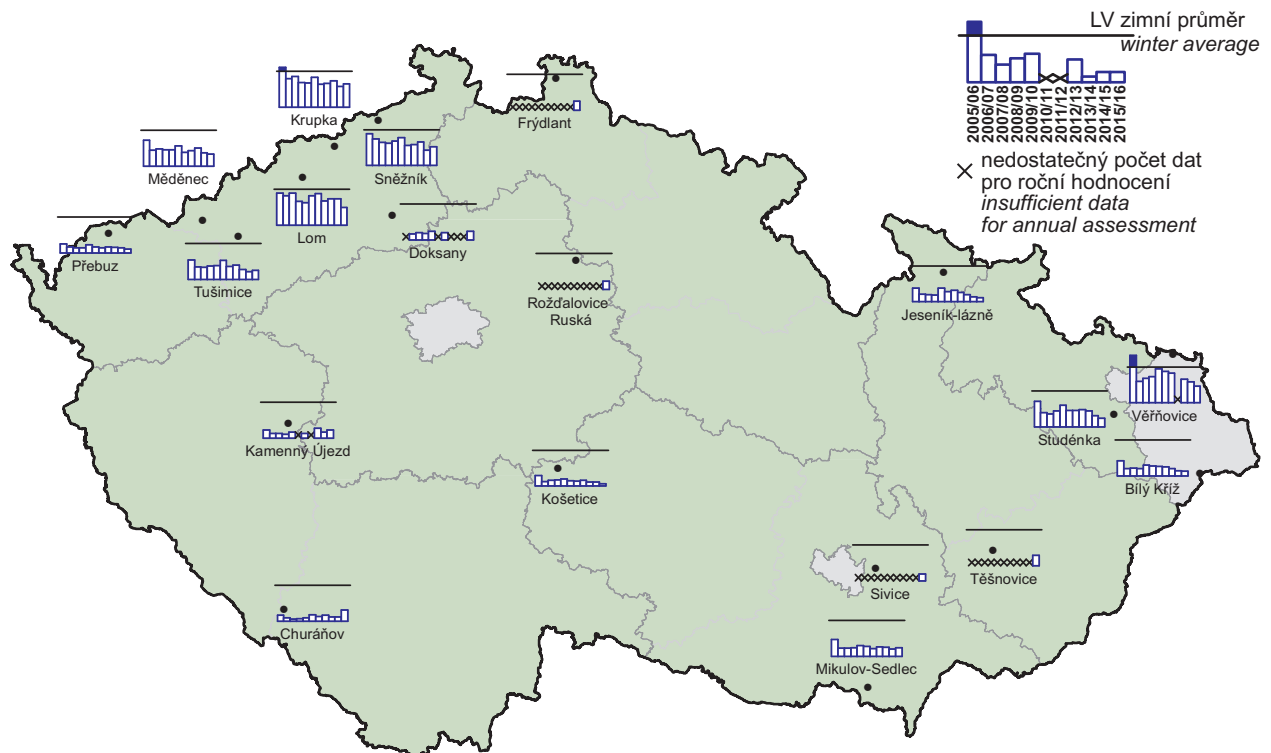 LV zimní průměr
winter average
2005/06
2006/07
2007/08
2008/09
2009/10
2010/11
2011/12
2012/13
2013/14
2014/15
2015/16
× nedostatečný počet dat
pro roční hodnocení
insufficient data
for annual assessment
Krupka
Frýdlant
Měděnec
Sněžník
Lom
Doksany
Přebuz
Tušimice
Rožďalovice
Ruská
Jeseník-lázně
Věřňovice
Studénka
Kamenný Újezd
Bílý Kříž
Košetice
Těšnovice
Sivice
Churáňov
Mikulov-Sedlec